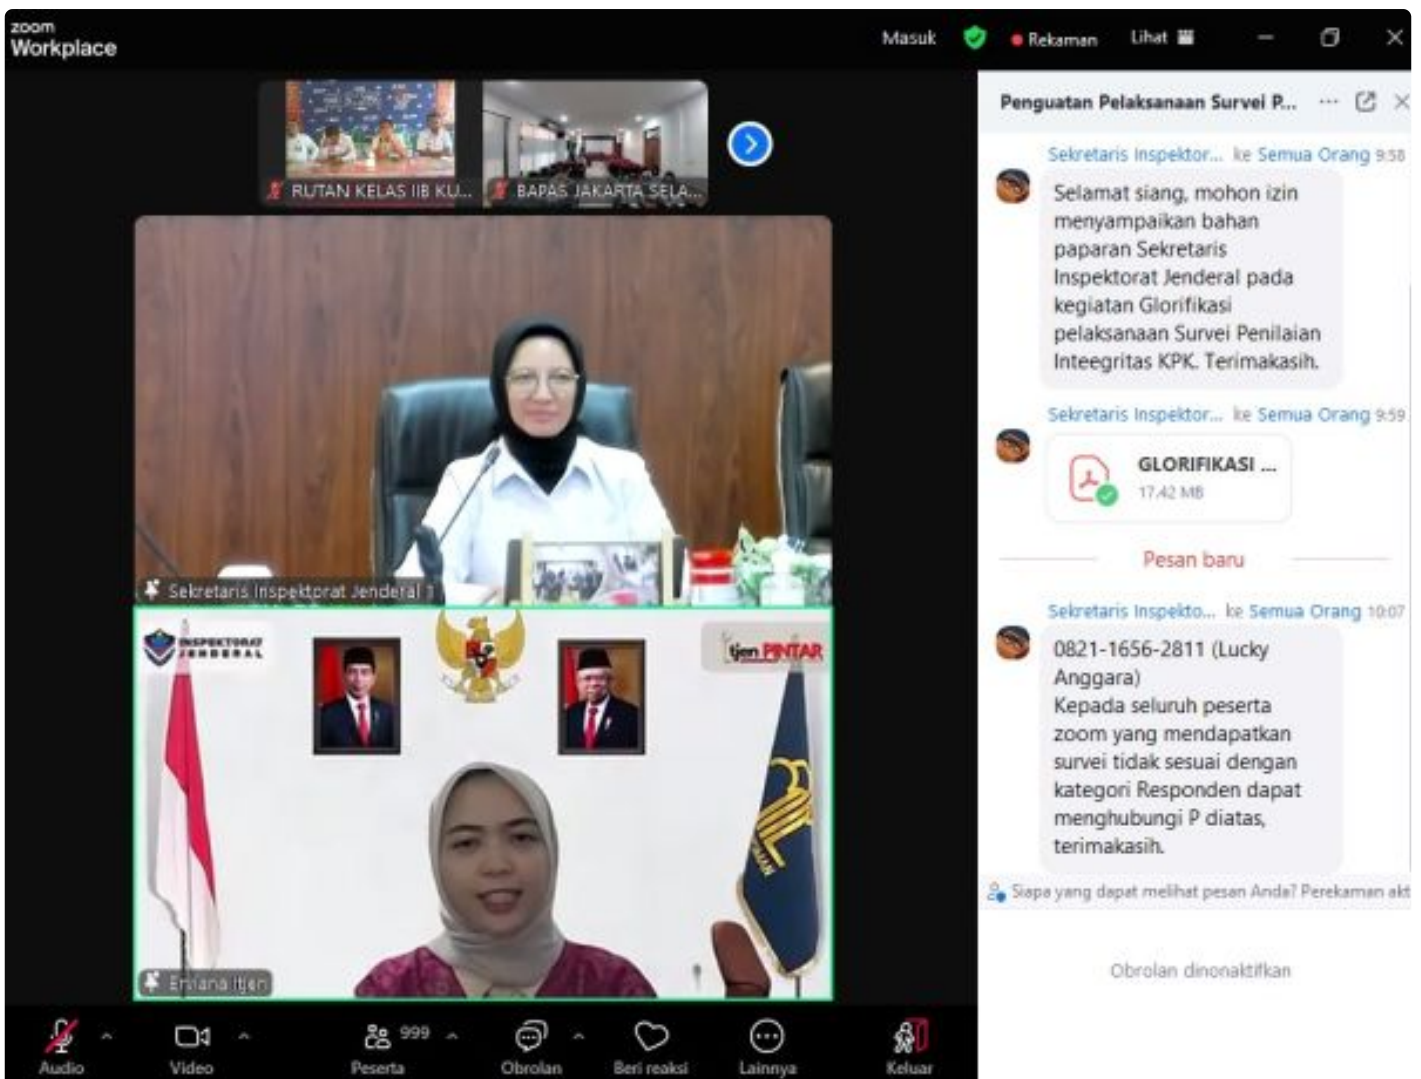 zoom
Workplace
Masuk
Rekaman
Lihat
RUTAN KELAS IIB KU...
BAPAS JAKARTA SELA...
Sekretaris Inspektorat Jenderal 1
INSPEKTORAT
JENDERAL
Itjen PINTAR
Erviana Itjen
Audio
Video
999
Peserta
Obrolan
Beri reaksi
Lainnya
Keluar
Penguatan Pelaksanaan Survei P...
Sekretaris Inspektor... ke Semua Orang 9:58
Selamat siang, mohon izin
menyampaikan bahan
paparan Sekretaris
Inspektorat Jenderal pada
kegiatan Glorifikasi
pelaksanaan Survei Penilaian
Inteegritas KPK. Terimakasih.
Sekretaris Inspektor... ke Semua Orang 9:59
GLORIFIKASI ...
17.42 MB
Pesan baru
Sekretaris Inspekto... ke Semua Orang 10:07
0821-1656-2811 (Lucky
Anggara)
Kepada seluruh peserta
zoom yang mendapatkan
survei tidak sesuai dengan
kategori Responden dapat
menghubungi P diatas,
terimakasih.
Siapa yang dapat melihat pesan Anda? Perekaman akt
Obrolan dinonaktifkan